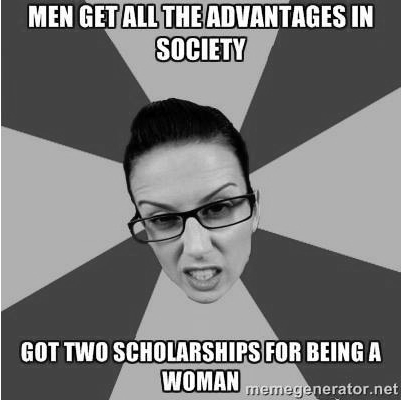 MEN GET ALL THE ADVANTAGES IN
SOCIETY
GOT TWO SCHOLARSHIPS FOR BEING A
WOMAN
memegenerator.net